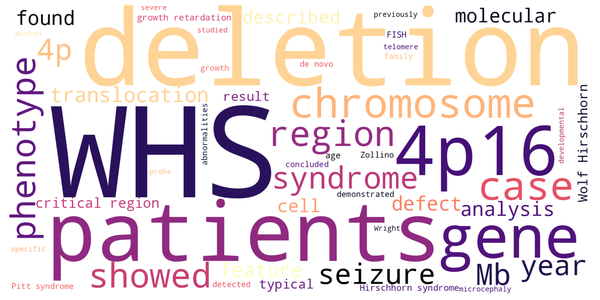 found
severe
growth retardation
studied
within
4p
deletion
described
previously
molecular
FISH
telomere
family
growth
de novo
translocation
result
chromosome
phenotype
WHS
abnormalities
region
4p16
age
Zollino
concluded
demonstrated
syndrome
probe
case
developmental
Wolf Hirschhorn
critical region
cell
defect
analysis
patients
Wright
gene
specific
showed
feature
seizure
Mb
year
Pitt syndrome
detected
typical
Hirschhorn syndrome
microcephaly